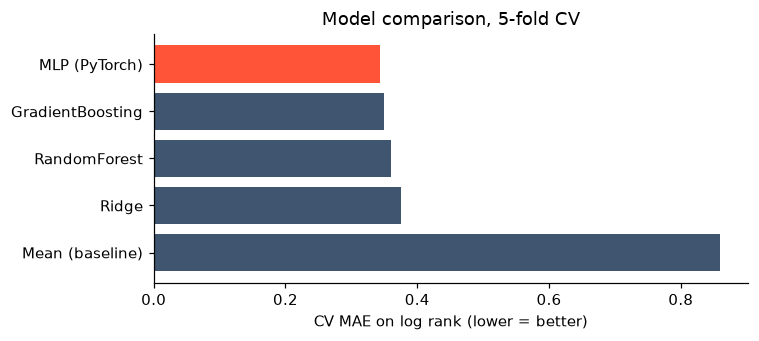 Model comparison, 5-fold CV
MLP (PyTorch)
GradientBoosting
RandomForest
Ridge
Mean (baseline)
0.0 0.2 0.4 0.6 0.8
CV MAE on log rank (lower = better)